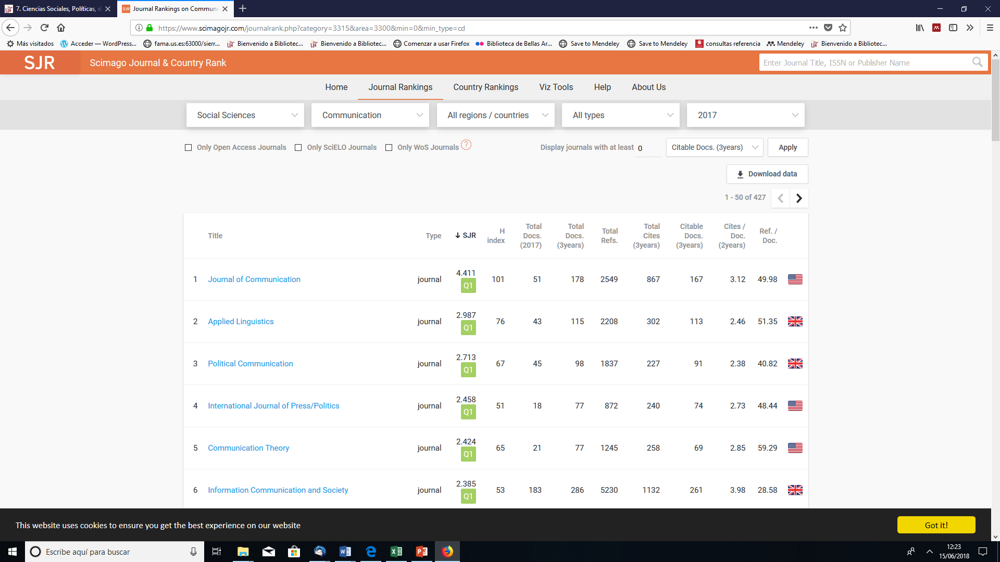 7. Ciencias Sociales, Políticas, d
SJR Journal Rankings on Communi
https://www.scimagojr.com/journalrank.php?category=3315&area=3300&min=0&min_type=cd
Más visitados Acceder — WordPress... fama.us.es:63000/sierr... Bienvenido a Bibliotec... Bienvenido a Bibliotec... Comenzar a usar Firefox Biblioteca de Bellas Ar... Save to Mendeley Save to Mendeley consultas referencia Mendeley Bienvenido a Bibliotec...
SJR Scimago Journal & Country Rank Enter Journal Title, ISSN or Publisher Name
Home Journal Rankings Country Rankings Viz Tools Help About Us
Social Sciences Communication All regions / countries All types 2017
Only Open Access Journals Only SciELO Journals Only WoS Journals ? Display journals with at least 0 Citable Docs. (3years) Apply
Download data
1 - 50 of 427
Title Type SJR H index Total Docs. (2017) Total Docs. (3years) Total Refs. Total Cites (3years) Citable Docs. (3years) Cites / Doc. (2years) Ref. / Doc.
1 Journal of Communication journal 4.411 Q1 101 51 178 2549 867 167 3.12 49.98
2 Applied Linguistics journal 2.987 Q1 76 43 115 2208 302 113 2.46 51.35
3 Political Communication journal 2.713 Q1 67 45 98 1837 227 91 2.38 40.82
4 International Journal of Press/Politics journal 2.458 Q1 51 18 77 872 240 74 2.73 48.44
5 Communication Theory journal 2.424 Q1 65 21 77 1245 258 69 2.85 59.29
6 Information Communication and Society journal 2.385 Q1 53 183 286 5230 1132 261 3.98 28.58
This website uses cookies to ensure you get the best experience on our website Got it!
Escribe aquí para buscar
12:23
15/06/2018